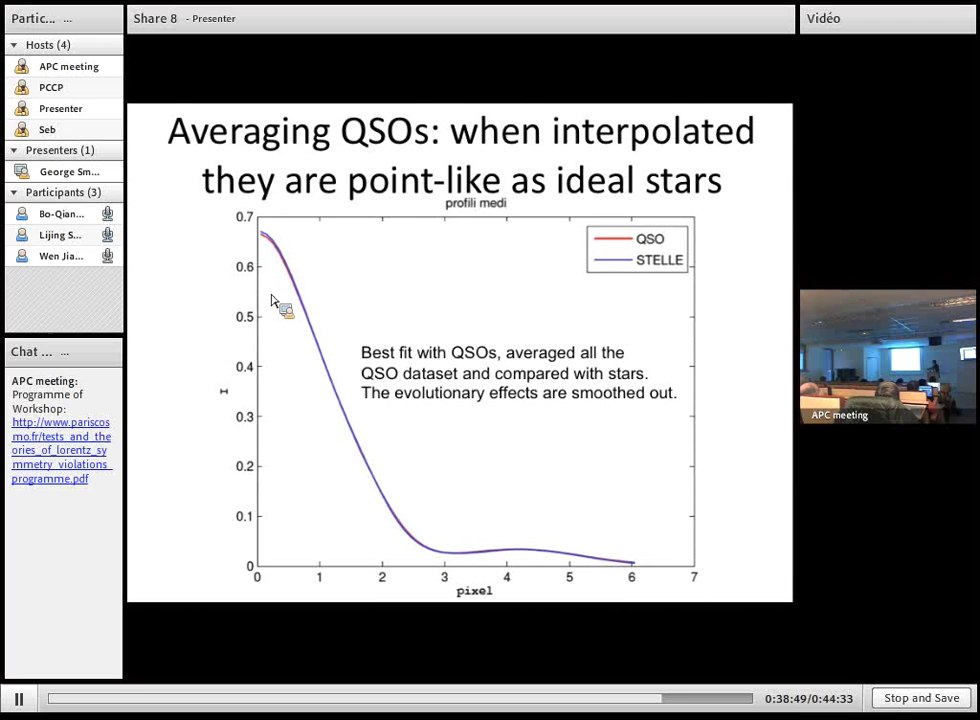 Partic... ...
Hosts (4)
APC meeting
PCCP
Presenter
Seb
Presenters (1)
George Sm...
Participants (3)
Bo-Qian...
Lijing S...
Wen Jia...
Chat ... ...
APC meeting:
Programme of
Workshop:
http://www.pariscos
mo.fr/tests_and_the
ories_of_lorentz_sy
mmetry_violations_
programme.pdf
Share 8 - Presenter
Averaging QSOs: when interpolated
they are point-like as ideal stars
profili medi
0.7
0.6
0.5
0.4
0.3
0.2
0.1
0
I
QSO
STELLE
Best fit with QSOs, averaged all the
QSO dataset and compared with stars.
The evolutionary effects are smoothed out.
0 1 2 3 4 5 6 7
pixel
Vidéo
APC meeting
0:38:49/0:44:33
Stop and Save